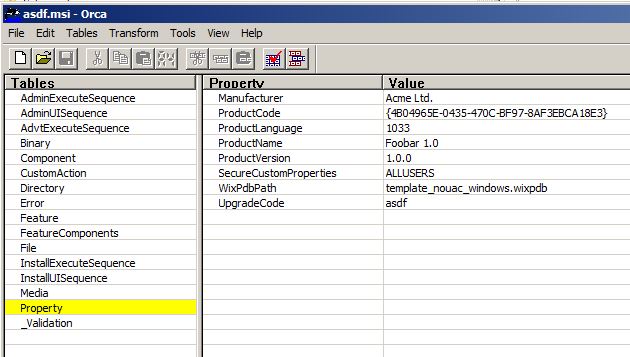 asdf.msi - Orca
File Edit Tables Transform Tools View Help
Tables Property Value
AdminExecuteSequence Manufacturer Acme Ltd.
AdminUISequence ProductCode {4B04965E-0435-470C-BF97-8AF3EBCA18E3}
AdvtExecuteSequence ProductLanguage 1033
Binary ProductName Foobar 1.0
Component ProductVersion 1.0.0
CustomAction SecureCustomProperties ALLUSERS
Directory WixPdbPath template_nouac_windows.wixpdb
Error UpgradeCode asdf
Feature
FeatureComponents
File
InstallExecuteSequence
InstallUISequence
Media
Property
_Validation